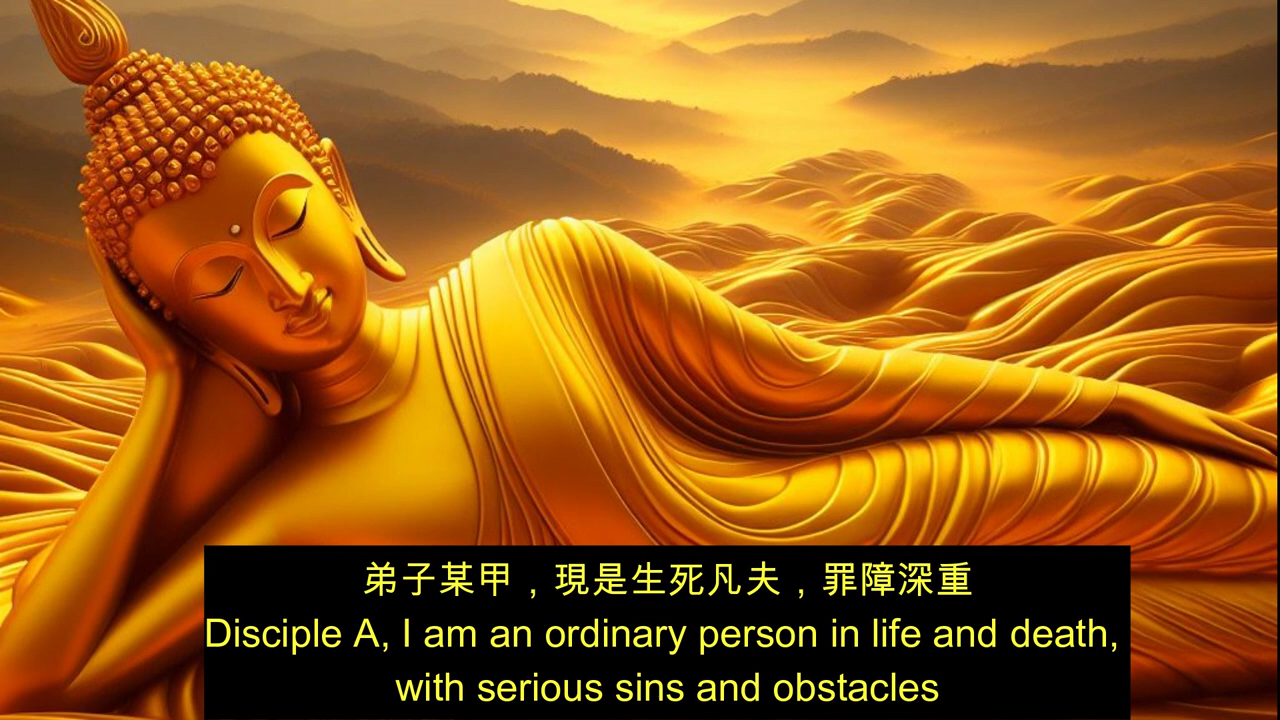 弟子某甲，現是生死凡夫，罪障深重
Disciple A, I am an ordinary person in life and death,
with serious sins and obstacles